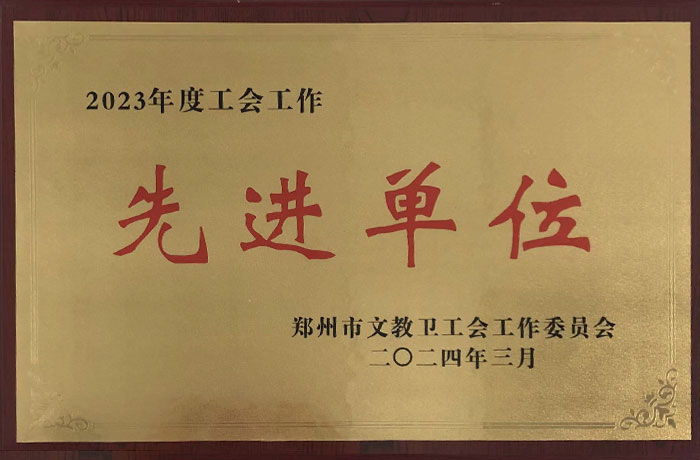 2023年度工会工作
先进单位
郑州市文教卫工会工作委员会
二〇二四年三月